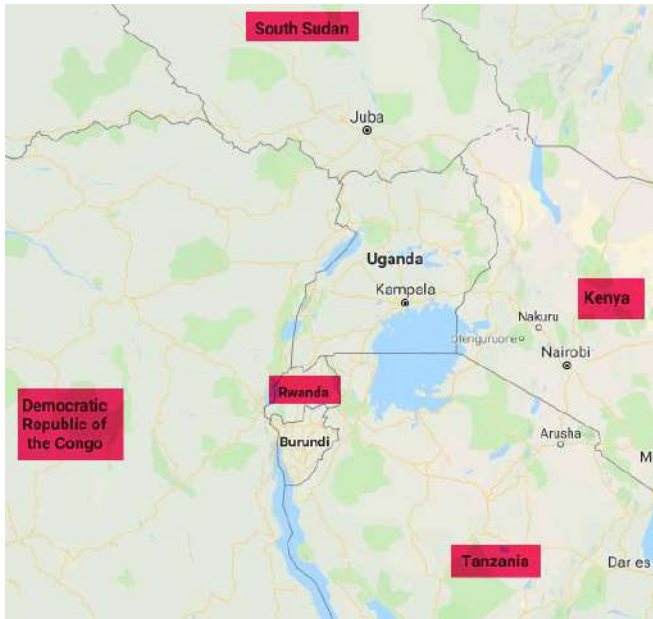 South Sudan
Juba
Uganda
Kampala
Kenya
Nakuru
Olenguruone
Nairobi
Rwanda
Democratic
Republic of
the Congo
Burundi
Arusha
M
Tanzania
Dar es